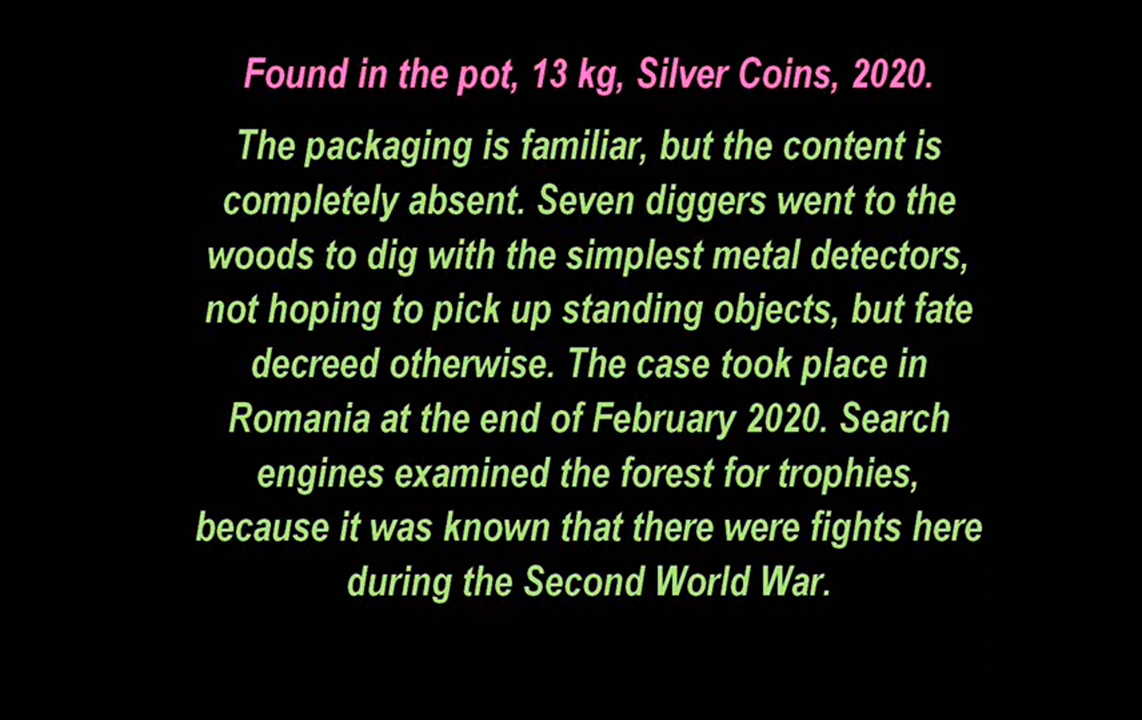 Found in the pot, 13 kg, Silver Coins, 2020.
The packaging is familiar, but the content is
completely absent. Seven diggers went to the
woods to dig with the simplest metal detectors,
not hoping to pick up standing objects, but fate
decreed otherwise. The case took place in
Romania at the end of February 2020. Search
engines examined the forest for trophies,
because it was known that there were fights here
during the Second World War.